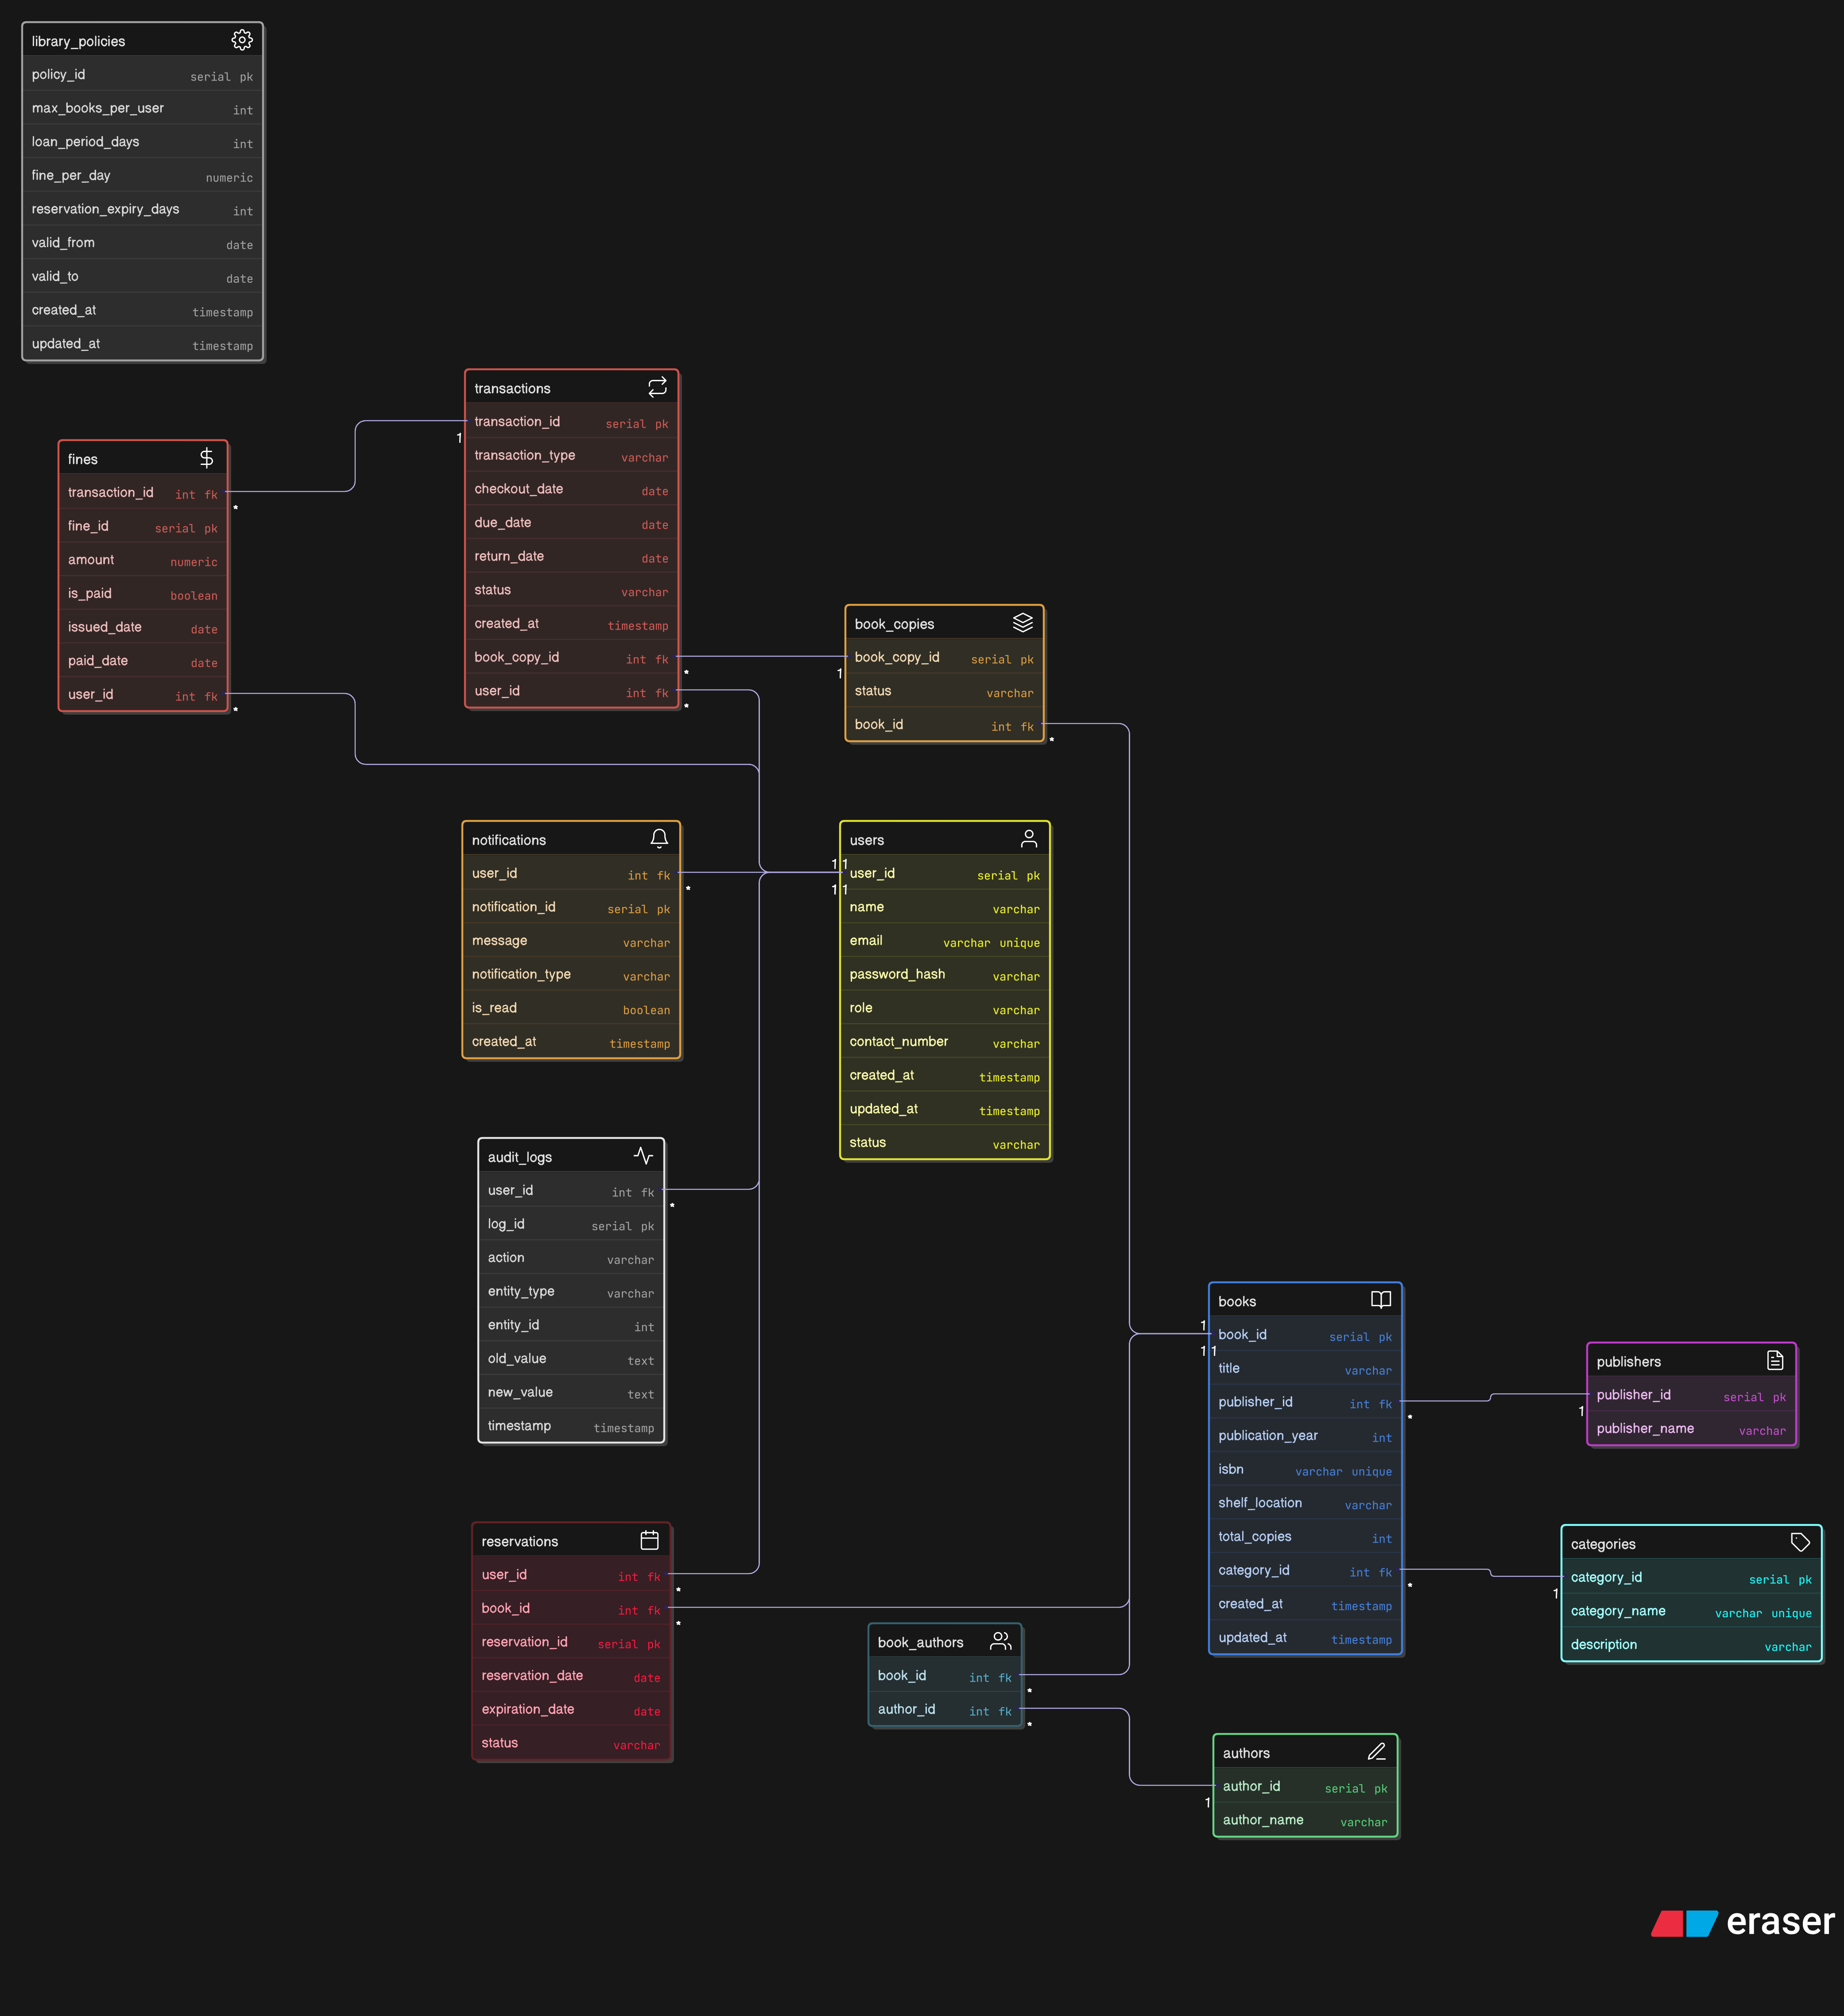 library_policies
policy_id serial pk
max_books_per_user int
loan_period_days int
fine_per_day numeric
reservation_expiry_days int
valid_from date
valid_to date
created_at timestamp
updated_at timestamp
transactions
transaction_id serial pk
1
transaction_type varchar
checkout_date date
due_date date
return_date date
status varchar
created_at timestamp
book_copy_id int fk
*
user_id int fk
*
fines
transaction_id int fk
*
fine_id serial pk
amount numeric
is_paid boolean
issued_date date
paid_date date
user_id int fk
*
book_copies
book_copy_id serial pk
1
status varchar
book_id int fk
*
notifications
user_id int fk
*
notification_id serial pk
message varchar
notification_type varchar
is_read boolean
created_at timestamp
users
1 1
user_id serial pk
1 1
name varchar
email varchar unique
password_hash varchar
role varchar
contact_number varchar
created_at timestamp
updated_at timestamp
status varchar
audit_logs
user_id int fk
*
log_id serial pk
action varchar
entity_type varchar
entity_id int
old_value text
new_value text
timestamp timestamp
books
1
book_id serial pk
1 1
title varchar
publisher_id int fk
*
publication_year int
isbn varchar unique
shelf_location varchar
total_copies int
category_id int fk
*
created_at timestamp
updated_at timestamp
publishers
publisher_id serial pk
1
publisher_name varchar
categories
category_id serial pk
1
category_name varchar unique
description varchar
reservations
user_id int fk
*
book_id int fk
*
reservation_id serial pk
reservation_date date
expiration_date date
status varchar
book_authors
book_id int fk
*
author_id int fk
*
authors
author_id serial pk
1
author_name varchar
eraser